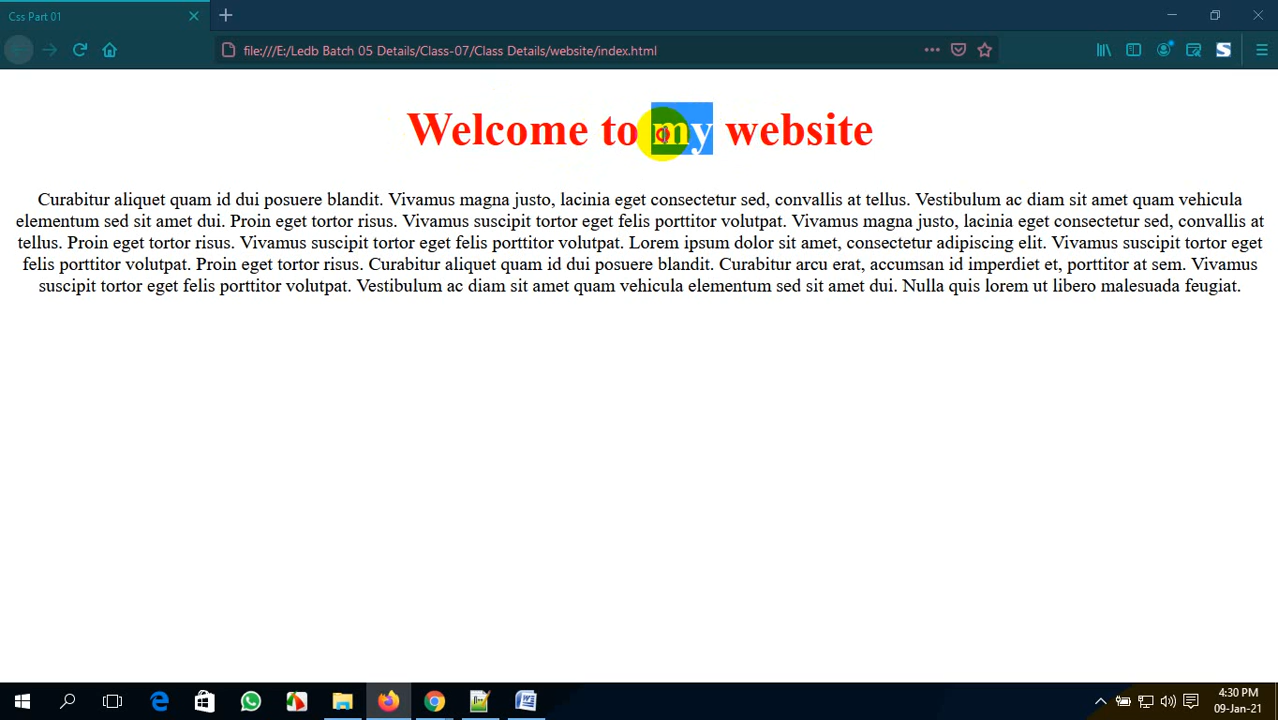 Css Part 01
file:///E:/Ledb Batch 05 Details/Class-07/Class Details/website/index.html
Welcome to my website
Curabitur aliquet quam id dui posuere blandit. Vivamus magna justo, lacinia eget consectetur sed, convallis at tellus. Vestibulum ac diam sit amet quam vehicula
elementum sed sit amet dui. Proin eget tortor risus. Vivamus suscipit tortor eget felis porttitor volutpat. Vivamus magna justo, lacinia eget consectetur sed, convallis at
tellus. Proin eget tortor risus. Vivamus suscipit tortor eget felis porttitor volutpat. Lorem ipsum dolor sit amet, consectetur adipiscing elit. Vivamus suscipit tortor eget
felis porttitor volutpat. Proin eget tortor risus. Curabitur aliquet quam id dui posuere blandit. Curabitur arcu erat, accumsan id imperdiet et, porttitor at sem. Vivamus
suscipit tortor eget felis porttitor volutpat. Vestibulum ac diam sit amet quam vehicula elementum sed sit amet dui. Nulla quis lorem ut libero malesuada feugiat.
4:30 PM
09-Jan-21